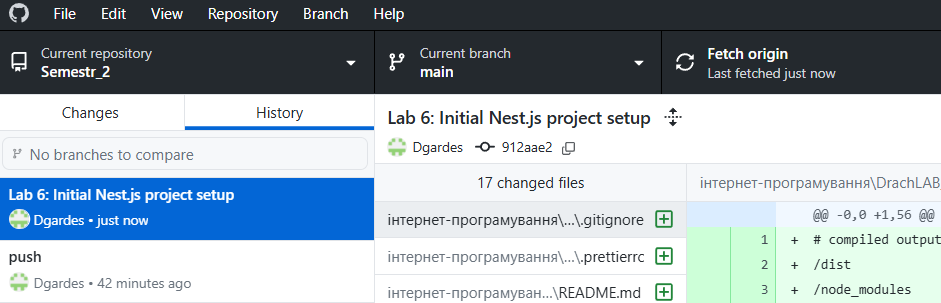 File Edit View Repository Branch Help
Current repository
Semestr_2
Current branch
main
Fetch origin
Last fetched just now
Changes
History
No branches to compare
Lab 6: Initial Nest.js project setup
Dgardes • just now
push
Dgardes • 42 minutes ago
Lab 6: Initial Nest.js project setup
Dgardes 912aae2
17 changed files
інтернет-програмування\...\.gitignore
інтернет-програмування\...\.prettierrc
інтернет-програмуван...\README.md
інтернет-програмування\DrachLAB
@@ -0,0 +1,56 @@
1 + # compiled output
2 + /dist
3 + /node_modules